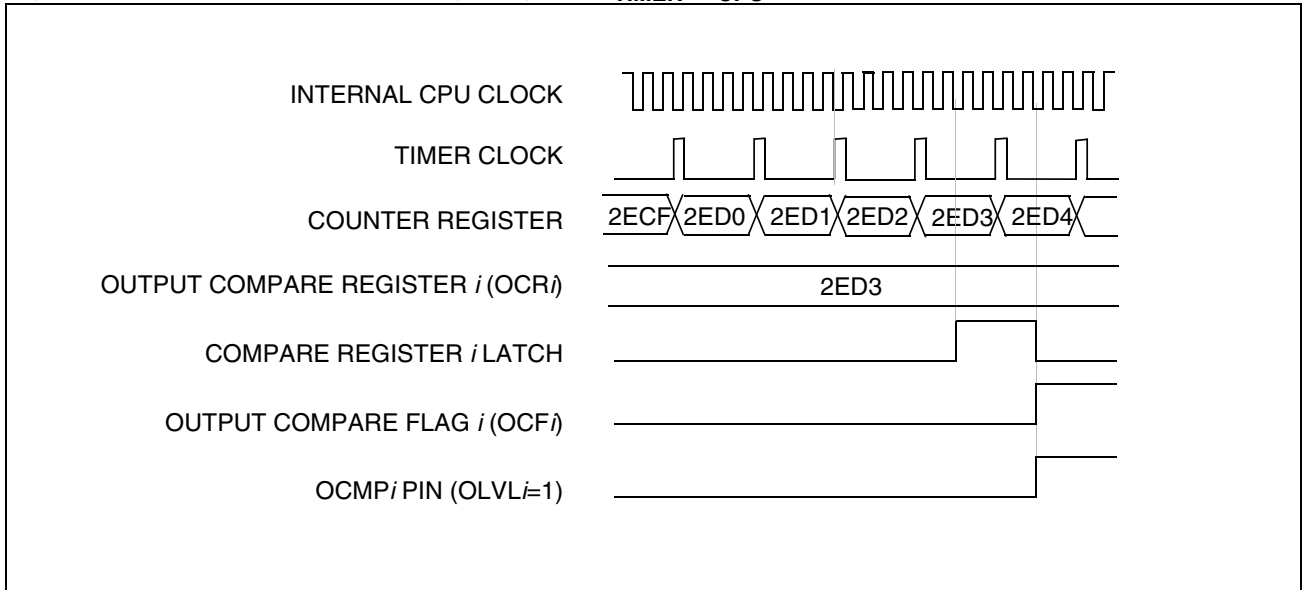 INTERNAL CPU CLOCK
TIMER CLOCK
COUNTER REGISTER 2ECF 2ED0 2ED1 2ED2 2ED3 2ED4
OUTPUT COMPARE REGISTER i (OCRi) 2ED3
COMPARE REGISTER i LATCH
OUTPUT COMPARE FLAG i (OCFi)
OCMPi PIN (OLVLi=1)